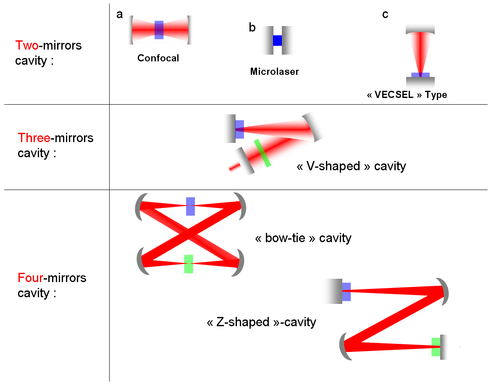 a
b
c
Two-mirrors
cavity :
Confocal
Microlaser
« VECSEL » Type
Three-mirrors
cavity :
« V-shaped » cavity
Four-mirrors
cavity :
« bow-tie » cavity
« Z-shaped »-cavity